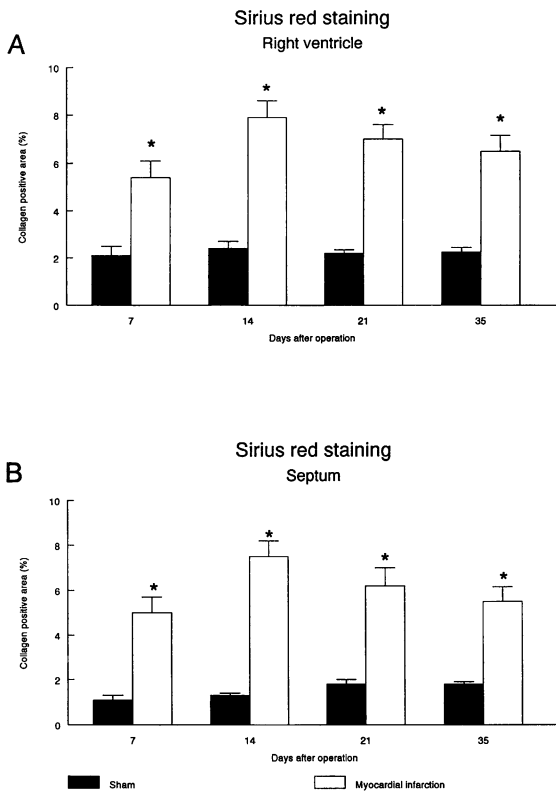 Sirius red staining
A
Right ventricle
Collagen positive area (%)
10
8
6
4
2
0
* * * *
7 14 21 35
Days after operation
Sirius red staining
B
Septum
Collagen positive area (%)
10
8
6
4
2
0
* * * *
7 14 21 35
Days after operation
Sham Myocardial infarction